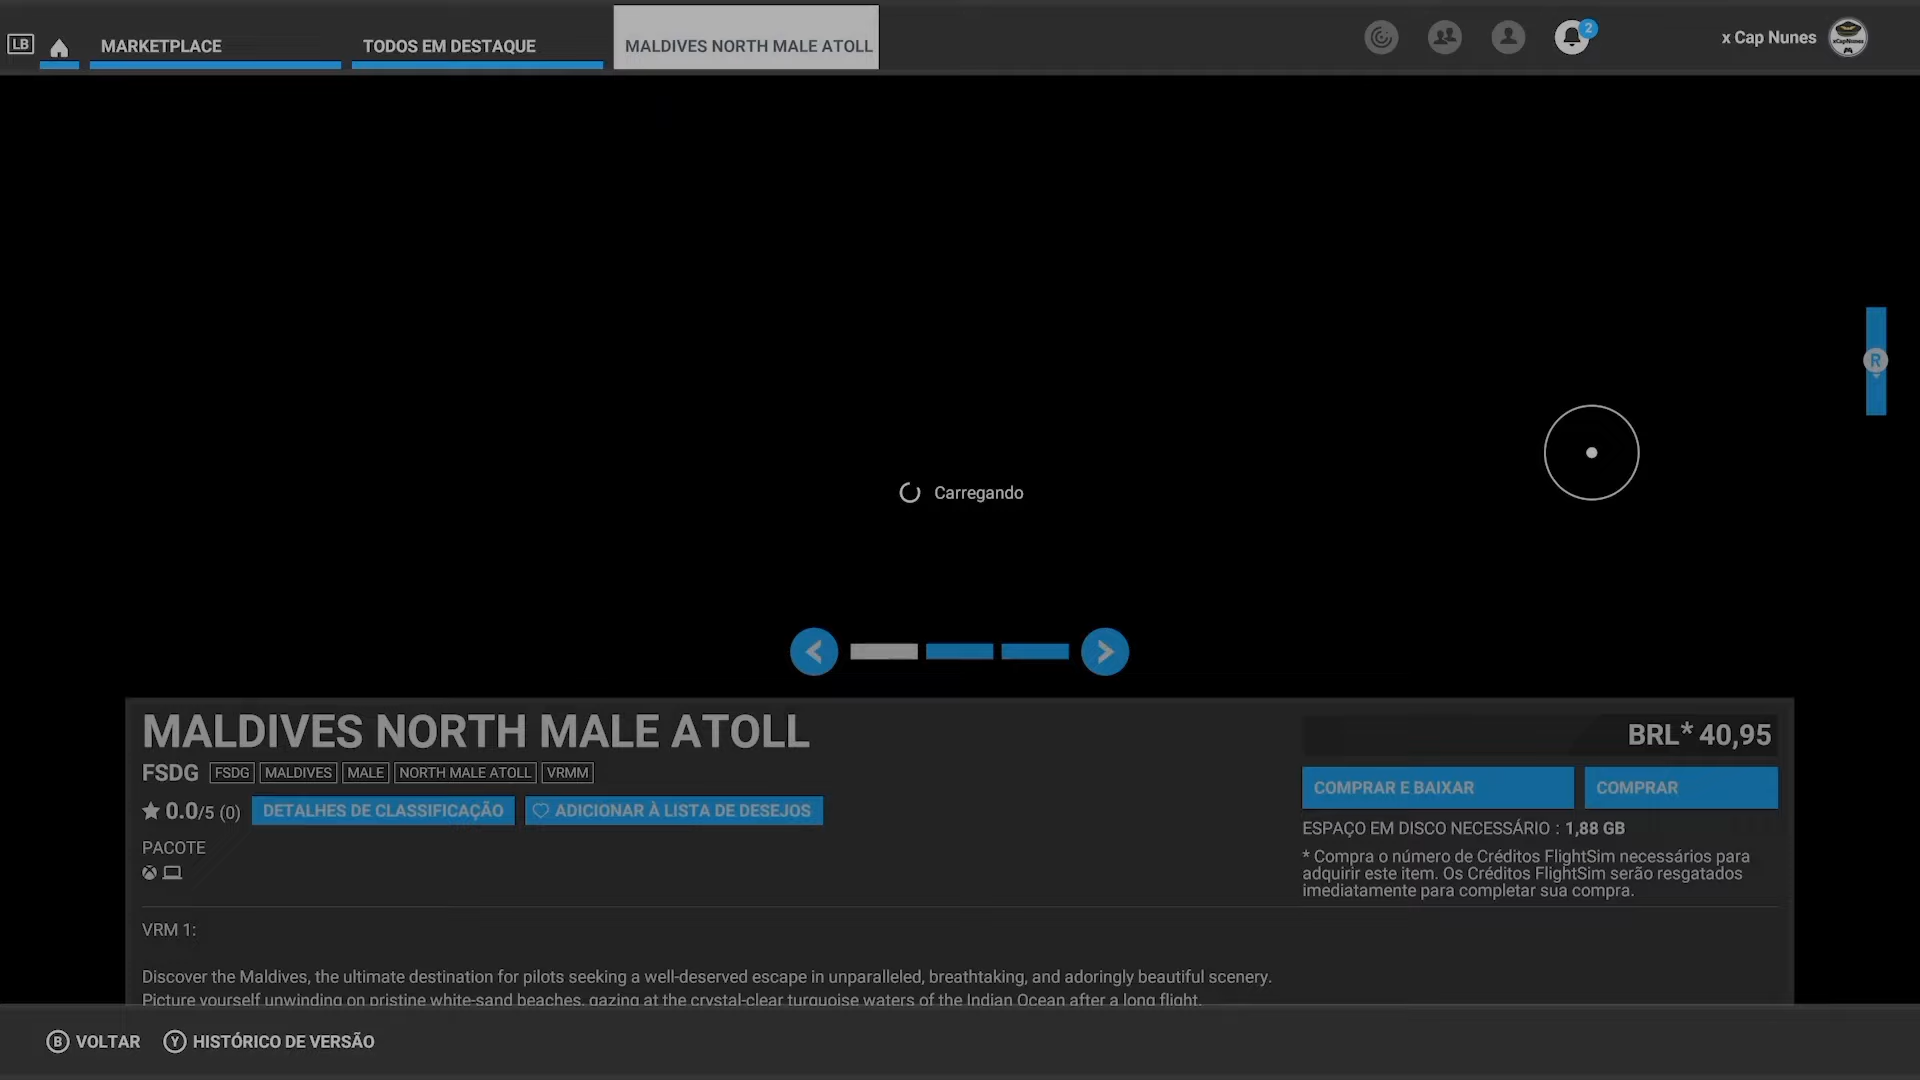 LB
MARKETPLACE
TODOS EM DESTAQUE
MALDIVES NORTH MALE ATOLL
2
x Cap Nunes
R
Carregando
MALDIVES NORTH MALE ATOLL
FSDG FSDG MALDIVES MALE NORTH MALE ATOLL VRMM
0.0/5 (0) DETALHES DE CLASSIFICAÇÃO ADICIONAR À LISTA DE DESEJOS
PACOTE
BRL* 40,95
COMPRAR E BAIXAR COMPRAR
ESPAÇO EM DISCO NECESSÁRIO : 1,88 GB
* Compra o número de Créditos FlightSim necessários para
adquirir este item. Os Créditos FlightSim serão resgatados
imediatamente para completar sua compra.
VRM 1:
Discover the Maldives, the ultimate destination for pilots seeking a well-deserved escape in unparalleled, breathtaking, and adoringly beautiful scenery.
Picture yourself unwinding on pristine white-sand beaches, gazing at the crystal-clear turquoise waters of the Indian Ocean after a long flight.
B VOLTAR Y HISTÓRICO DE VERSÃO